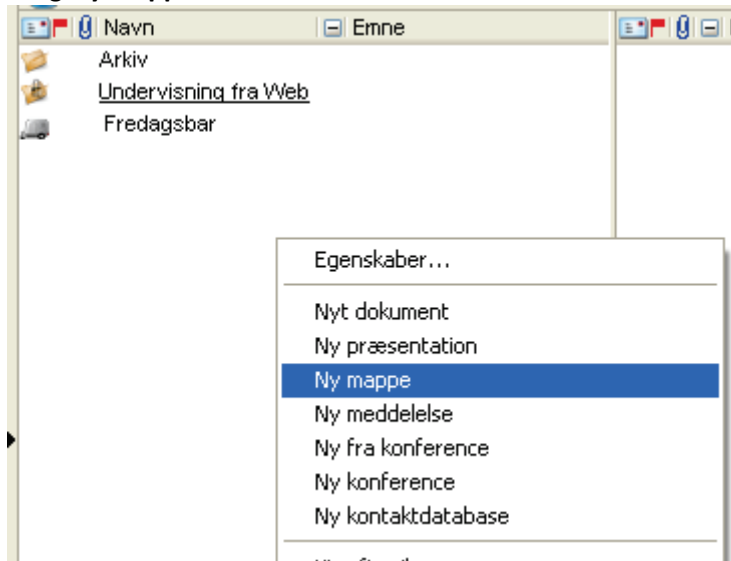 Navn Emne
Arkiv
Undervisning fra Web
Fredagsbar
Egenskaber...
Nyt dokument
Ny præsentation
Ny mappe
Ny meddelelse
Ny fra konference
Ny konference
Ny kontaktdatabase